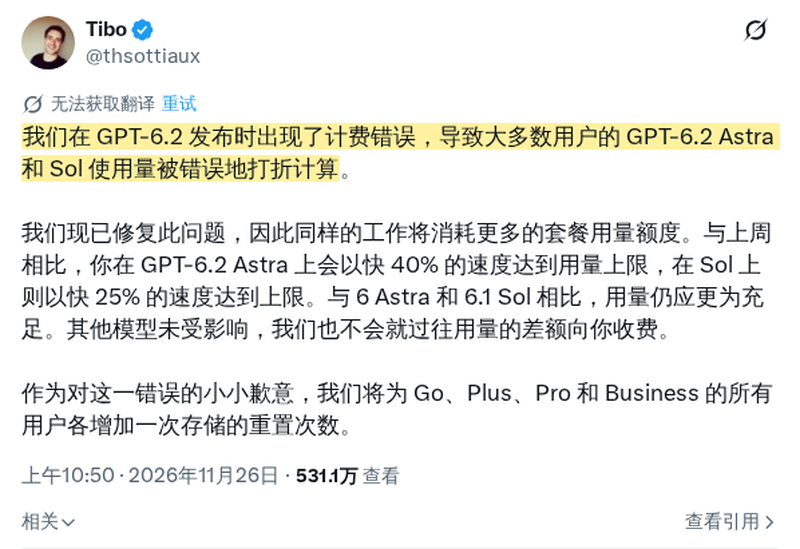 Tibo
@thsottiaux
无法获取翻译 重试
我们在 GPT-6.2 发布时出现了计费错误，导致大多数用户的 GPT-6.2 Astra
和 Sol 使用量被错误地打折计算。
我们现已修复此问题，因此同样的工作将消耗更多的套餐用量额度。与上周
相比，你在 GPT-6.2 Astra 上会以快 40% 的速度达到用量上限，在 Sol 上
则以快 25% 的速度达到上限。与 6 Astra 和 6.1 Sol 相比，用量仍应更为充
足。其他模型未受影响，我们也不会就过往用量的差额向你收费。
作为对这一错误的小小歉意，我们将为 Go、Plus、Pro 和 Business 的所有
用户各增加一次存储的重置次数。
上午10:50 · 2026年11月26日 · 531.1万 查看
相关
查看引用